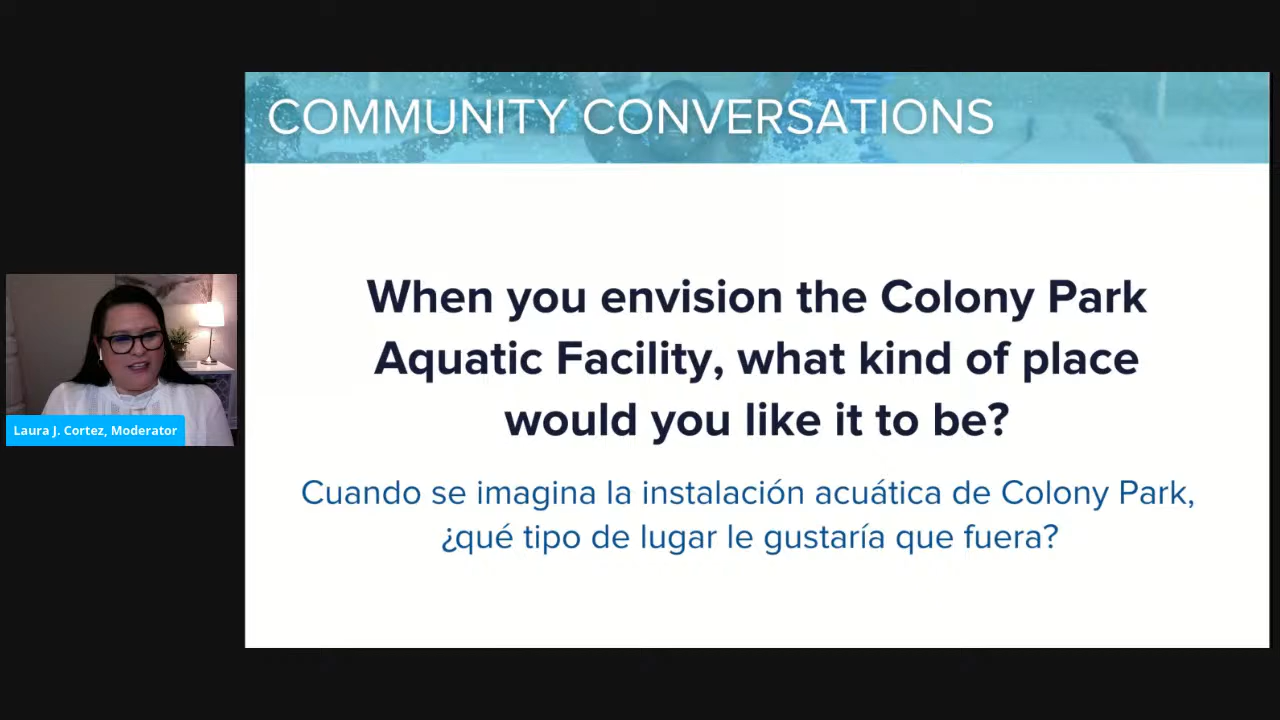 COMMUNITY CONVERSATIONS
When you envision the Colony Park
Aquatic Facility, what kind of place
would you like it to be?
Cuando se imagina la instalación acuática de Colony Park,
¿qué tipo de lugar le gustaría que fuera?
Laura J. Cortez, Moderator